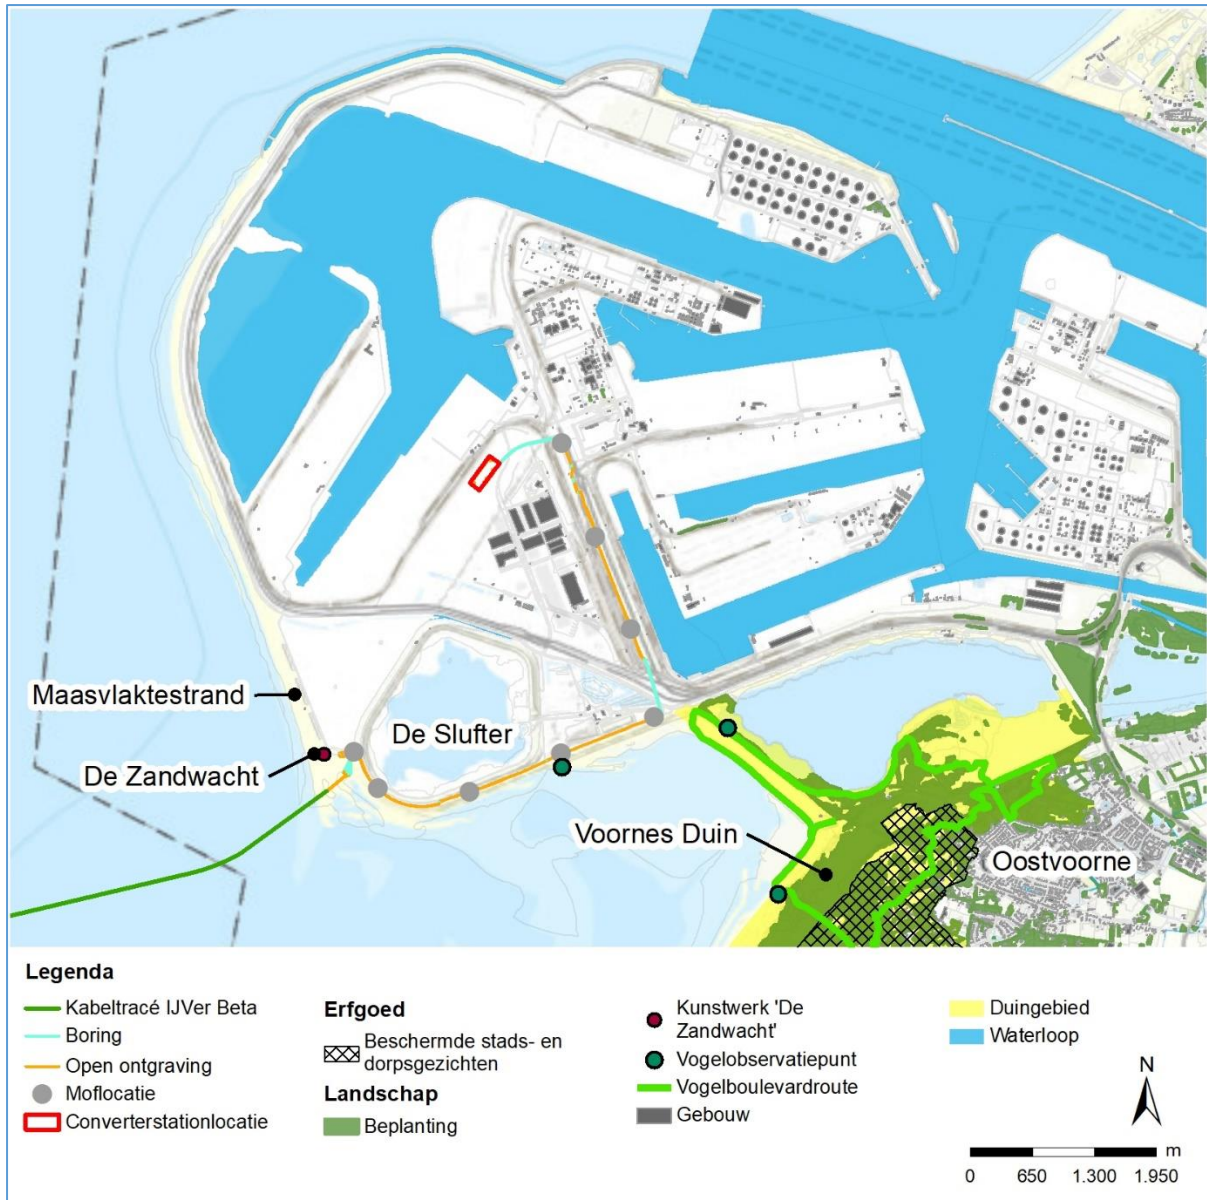 Maasvlaktestrand
De Slufter
De Zandwacht
Voornes Duin
Oostvoorne
Legenda
Kabeltracé IJVer Beta
Boring
Open ontgraving
Moflocatie
Converterstationlocatie
Erfgoed
Beschermde stads- en
dorpsgezichten
Landschap
Beplanting
Kunstwerk 'De
Zandwacht'
Vogelobservatiepunt
Vogelboulevardroute
Gebouw
Duingebied
Waterloop
N
m
0 650 1.300 1.950